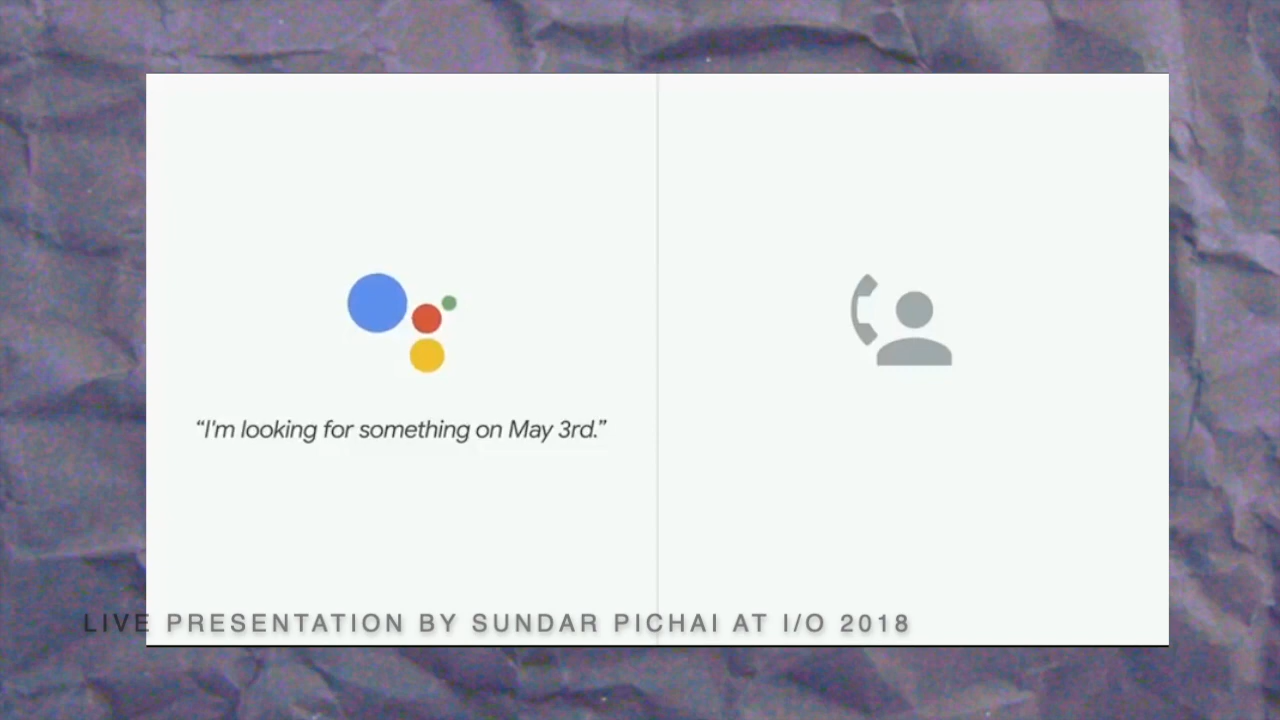 “I'm looking for something on May 3rd.”
LIVE PRESENTATION BY SUNDAR PICHAI AT I/O 2018